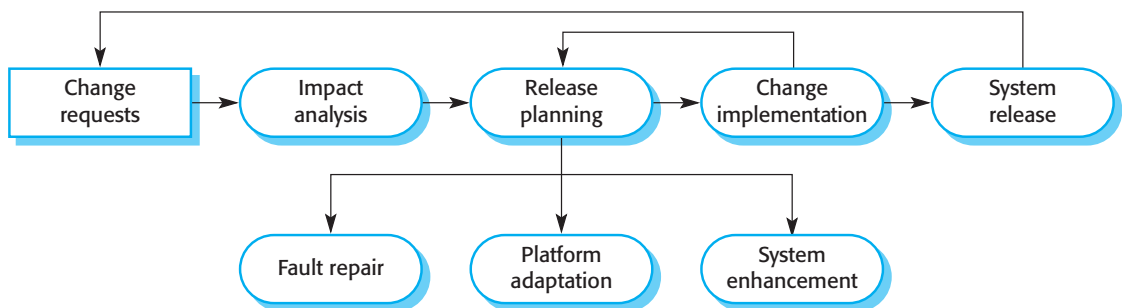 Change
requests
Impact
analysis
Release
planning
Change
implementation
System
release
Fault repair
Platform
adaptation
System
enhancement